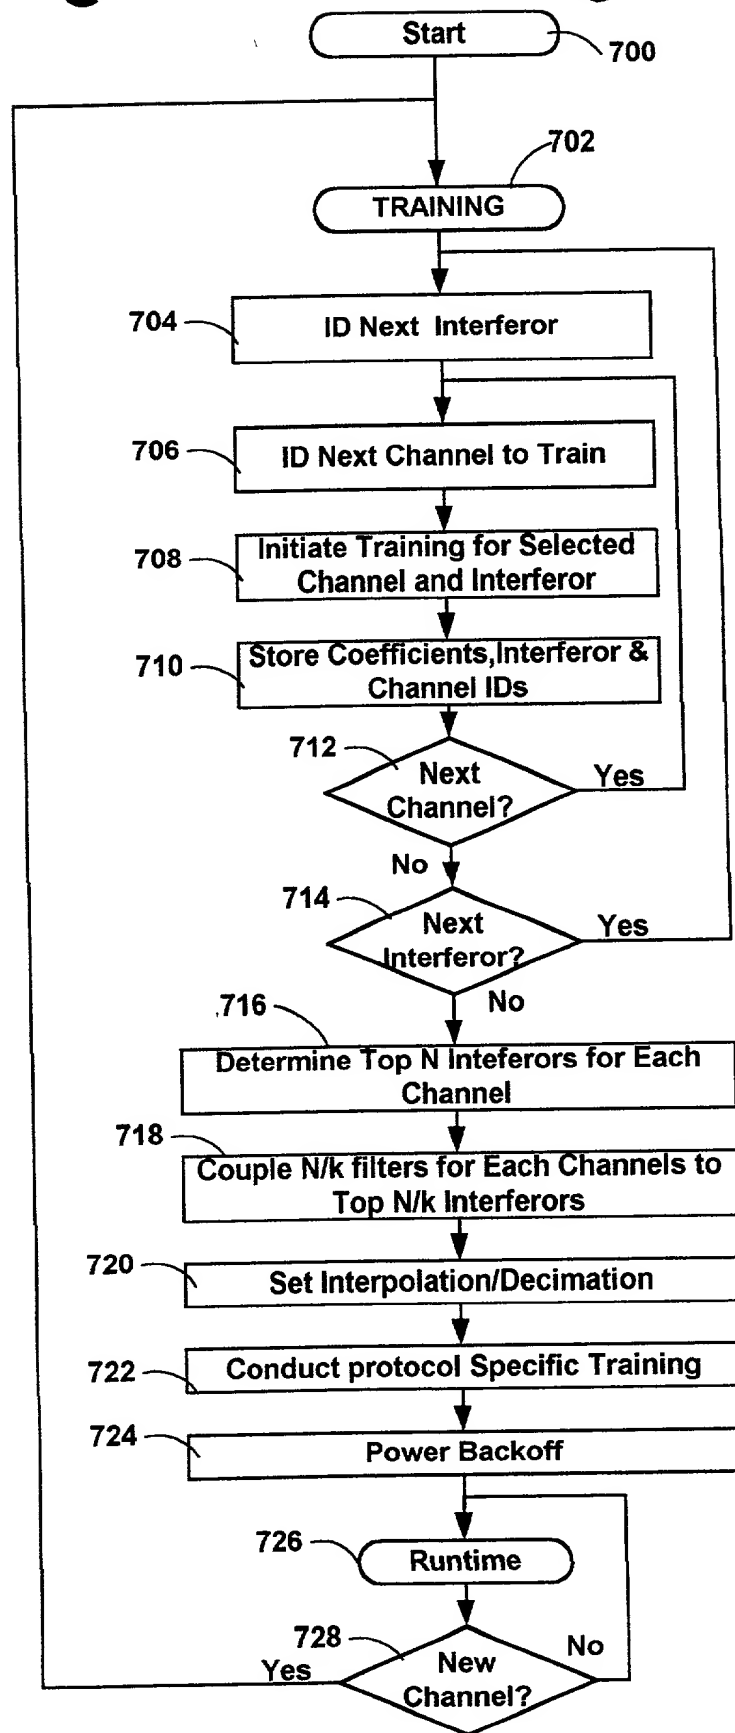 Start
700
702
TRAINING
704
ID Next Interferor
706
ID Next Channel to Train
708
Initiate Training for Selected
Channel and Interferor
710
Store Coefficients,Interferor &
Channel IDs
712
Next
Channel?
Yes
No
714
Next
Interferor?
Yes
No
716
Determine Top N Inteferors for Each
Channel
718
Couple N/k filters for Each Channels to
Top N/k Interferors
720
Set Interpolation/Decimation
722
Conduct protocol Specific Training
724
Power Backoff
726
Runtime
728
New
Channel?
No
Yes